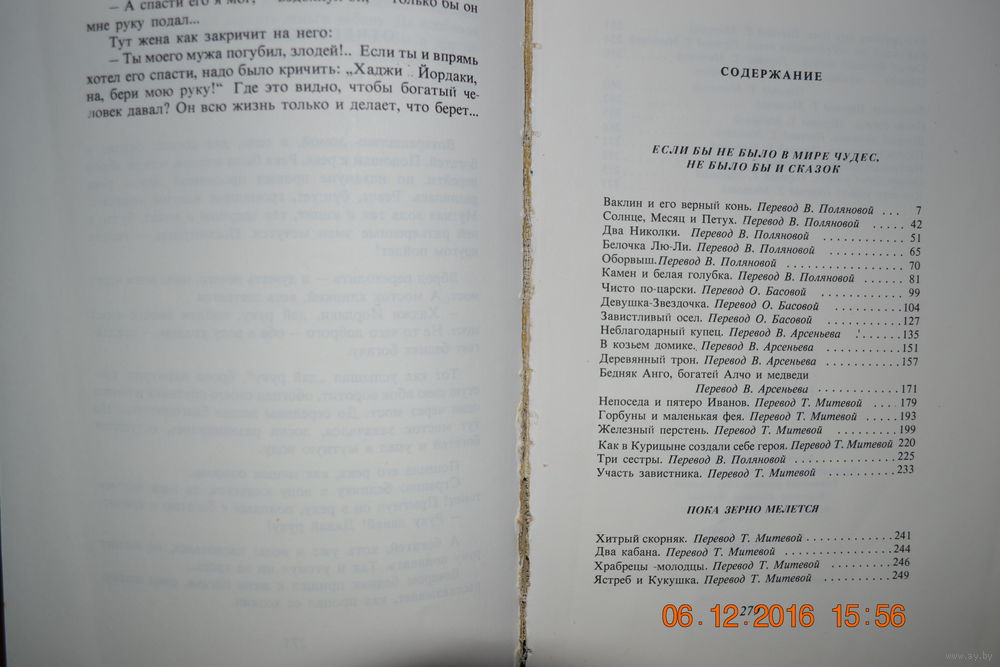 – А спасти его я мог, – только бы он
мне руку подал...
Тут жена как закричит на него:
– Ты моего мужа погубил, злодей!.. Если ты и впрямь
хотел его спасти, надо было кричить: „Хаджи Йордаки,
на, бери мою руку!“ Где это видно, чтобы богатый че-
ловек давал? Он всю жизнь только и делает, что берет...
СОДЕРЖАНИЕ
ЕСЛИ БЫ НЕ БЫЛО В МИРЕ ЧУДЕС,
НЕ БЫЛО БЫ И СКАЗОК
Ваклин и его верный конь. Перевод В. Поляновой ... 7
Солнце, Месяц и Петух. Перевод В. Поляновой ..... 42
Два Николки. Перевод В. Поляновой ............ 51
Белочка Лю-Ли. Перевод В. Поляновой ............ 65
Оборвыш. Перевод В. Поляновой ................ 70
Камен и белая голубка. Перевод В. Поляновой ...... 81
Чисто по-царски. Перевод О. Басовой ............. 99
Девушка-Звездочка. Перевод О. Басовой .......... 104
Завистливый осел. Перевод О. Басовой ........... 127
Неблагодарный купец. Перевод В. Арсеньева ...... 135
В козьем домике. Перевод В. Арсеньева ........... 151
Деревянный трон. Перевод В. Арсеньева ........... 157
Бедняк Анго, богатей Алчо и медведи
Перевод В. Арсеньева ........... 171
Непоседа и пятеро Иванов. Перевод Т. Митевой .... 179
Горбуны и маленькая фея. Перевод Т. Митевой ..... 193
Железный перстень. Перевод Т. Митевой ......... 199
Как в Курицыне создали себе героя. Перевод Т. Митевой 220
Три сестры. Перевод В. Поляновой ............... 225
Участь завистника. Перевод Т. Митевой ........... 233
ПОКА ЗЕРНО МЕЛЕТСЯ
Хитрый скорняк. Перевод Т. Митевой ............. 241
Два кабана. Перевод Т. Митевой ................ 244
Храбрецы -молодцы. Перевод Т. Митевой .......... 246
Ястреб и Кукушка. Перевод Т. Митевой .......... 249
279
06.12.2016 15:56
www.ay.by